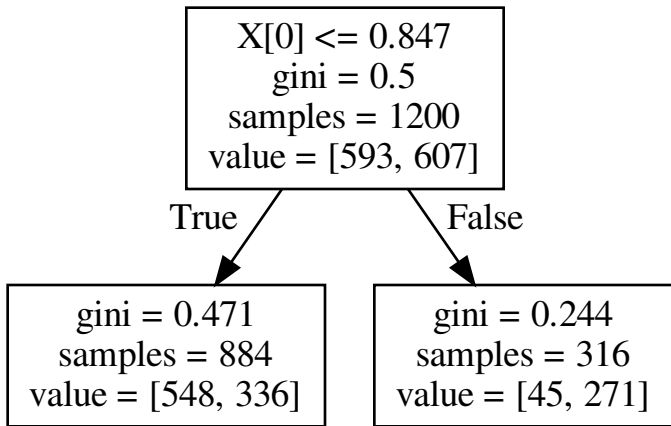 X[0] <= 0.847
gini = 0.5
samples = 1200
value = [593, 607]
True
False
gini = 0.471
samples = 884
value = [548, 336]
gini = 0.244
samples = 316
value = [45, 271]